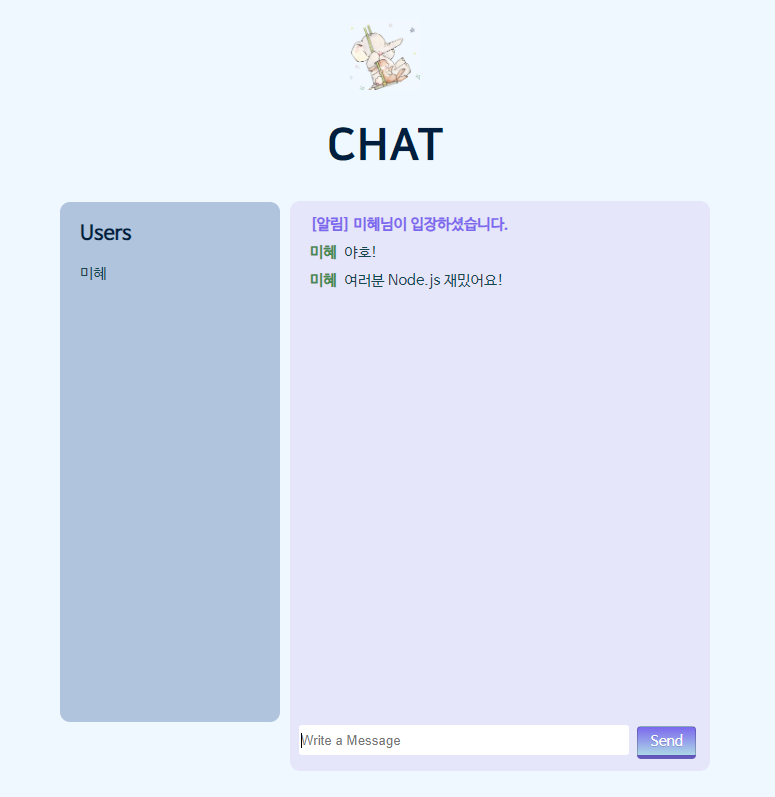 CHAT
Users
미혜
[알림] 미혜님이 입장하셨습니다.
미혜 야호!
미혜 여러분 Node.js 재밌어요!
Write a Message
Send